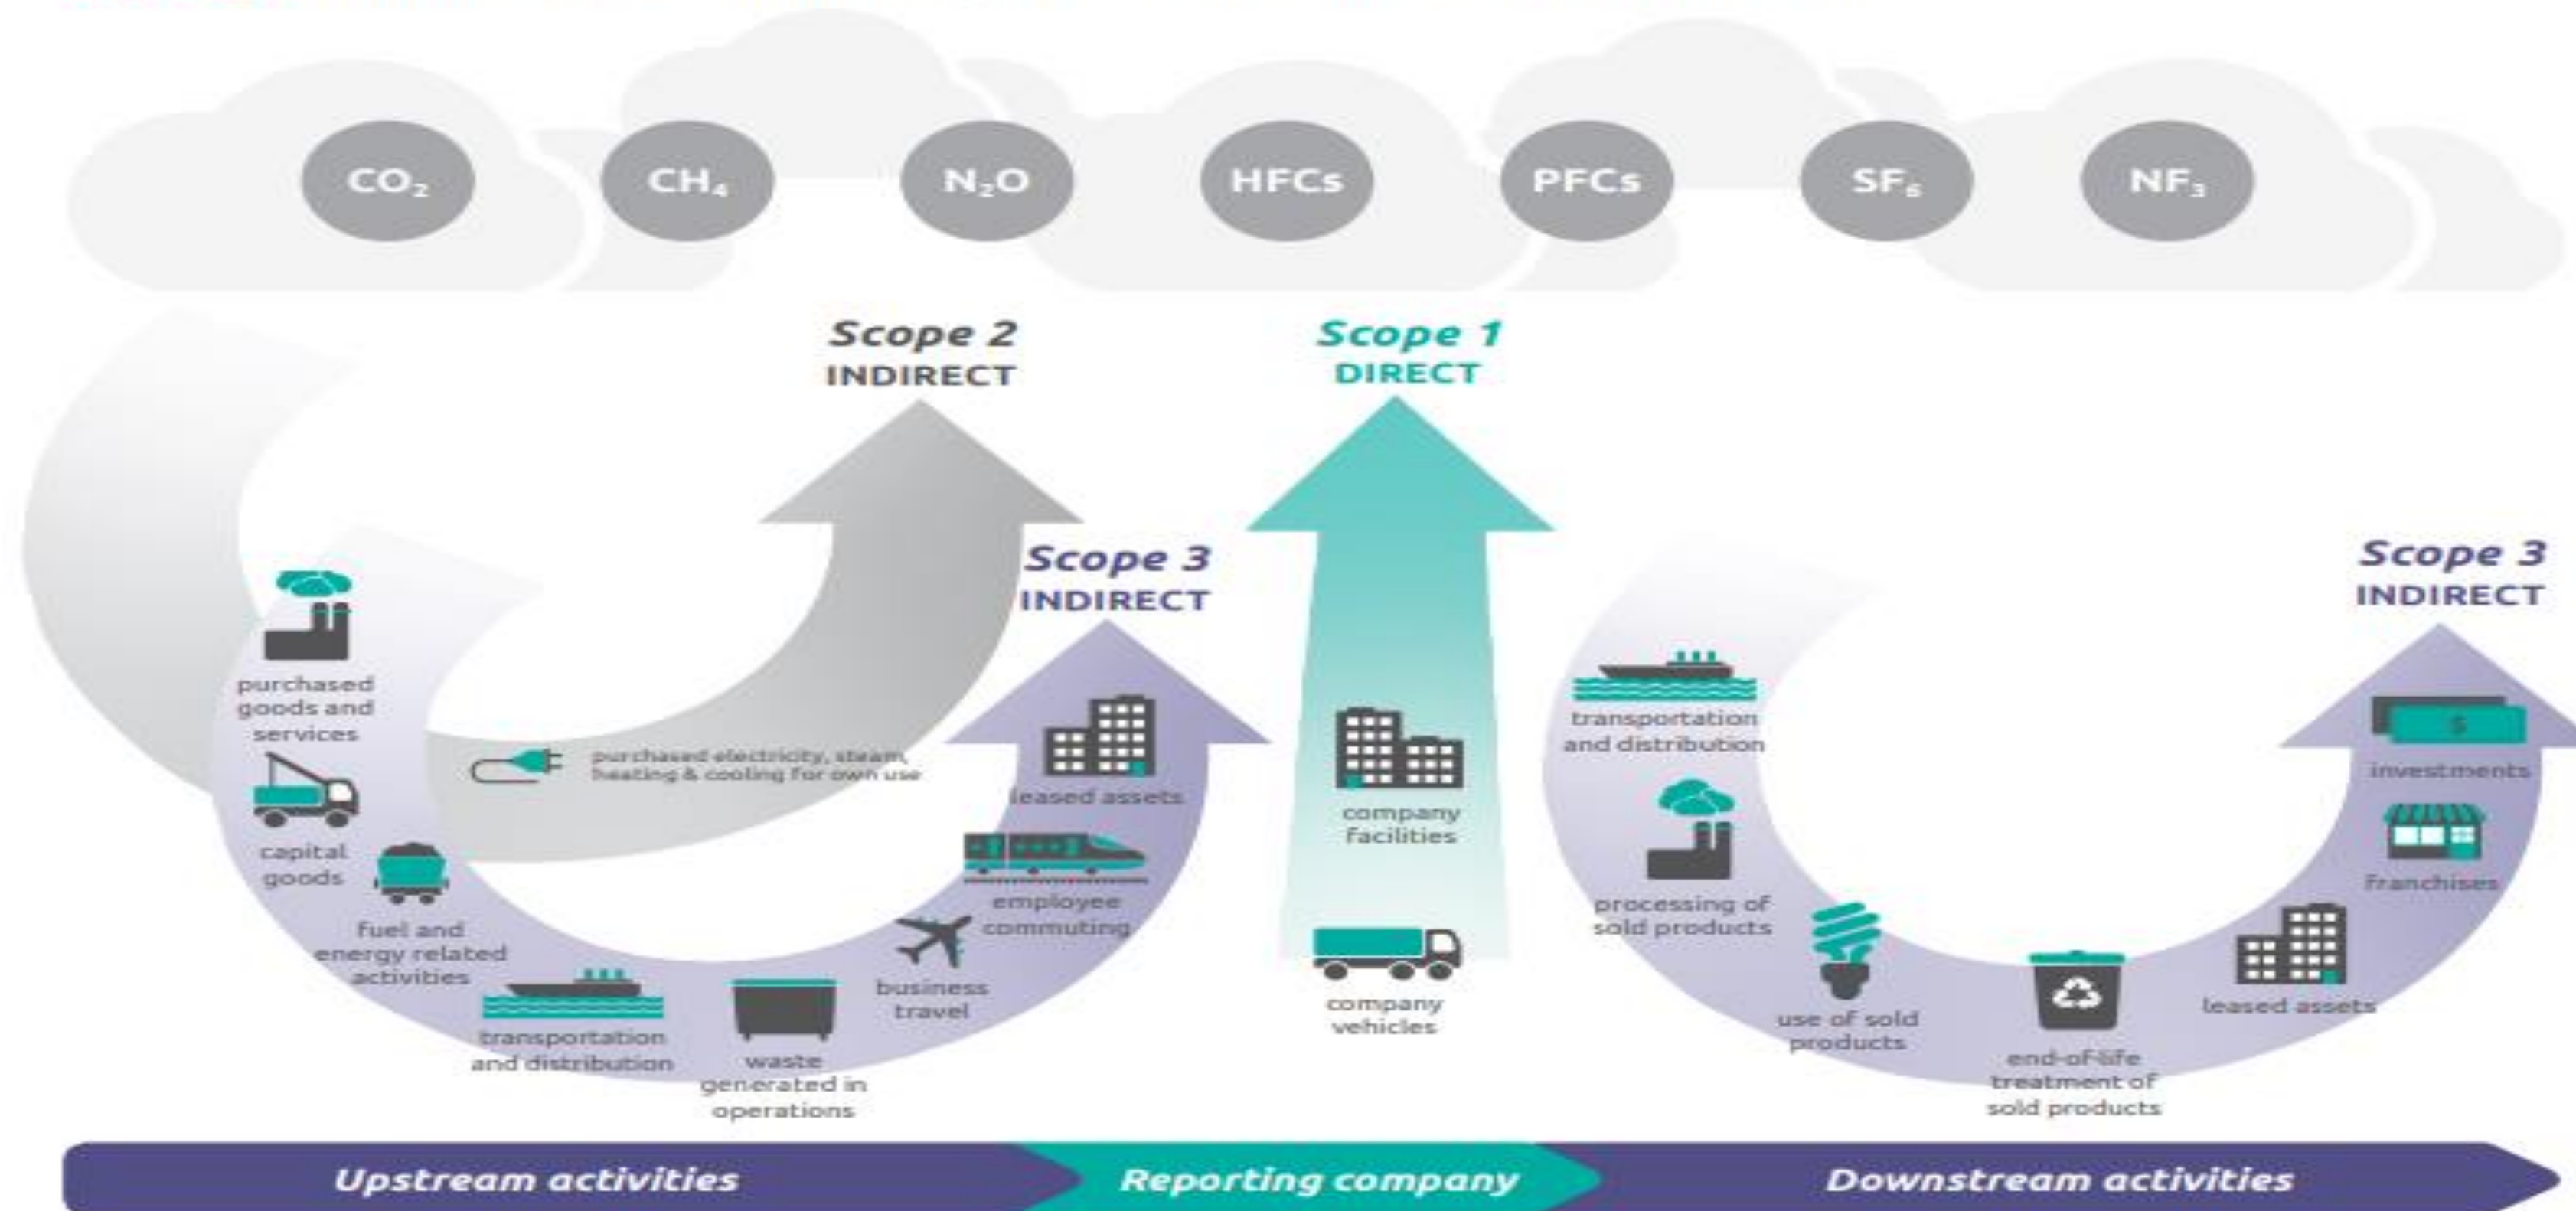 CO₂
CH₄
N₂O
HFCs
PFCs
SF₆
NF₃
Scope 2
INDIRECT
Scope 1
DIRECT
Scope 3
INDIRECT
Scope 3
INDIRECT
purchased
goods and
services
capital
goods
fuel and
energy related
activities
transportation
and distribution
waste
generated in
operations
business
travel
employee
commuting
leased assets
purchased electricity, steam,
heating & cooling for own use
company
facilities
company
vehicles
transportation
and distribution
processing of
sold products
use of sold
products
end-of-life
treatment of
sold products
leased assets
franchises
$
investments
Upstream activities
Reporting company
Downstream activities